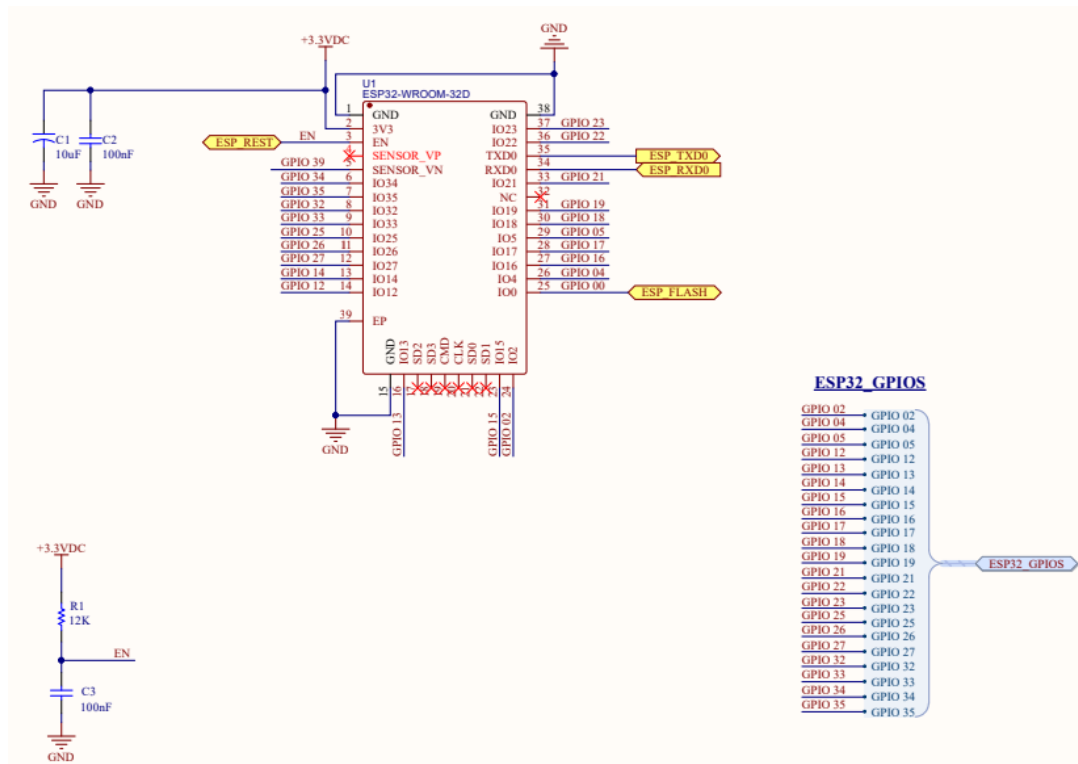 +3.3VDC
GND
U1
ESP32-WROOM-32D
C1
10uF
C2
100nF
GND
GND
ESP_REST
EN
GPIO 39
GPIO 34
GPIO 35
GPIO 32
GPIO 33
GPIO 25
GPIO 26
GPIO 27
GPIO 14
GPIO 12
1
2
3
5
6
7
8
9
10
11
12
13
14
39
GND
3V3
EN
SENSOR_VP
SENSOR_VN
IO34
IO35
IO32
IO33
IO25
IO26
IO27
IO14
IO12
EP
GND
IO23
IO22
TXD0
RXD0
IO21
NC
IO19
IO18
IO5
IO17
IO16
IO4
IO0
38
37 GPIO 23
36 GPIO 22
35
34
33 GPIO 21
32
31 GPIO 19
30 GPIO 18
29 GPIO 05
28 GPIO 17
27 GPIO 16
26 GPIO 04
25 GPIO 00
ESP_TXD0
ESP_RXD0
ESP_FLASH
GND
IO13
SD2
SD3
CMD
CLK
SD0
SD1
IO15
IO2
15
16
17
23
24
GPIO 13
GPIO 15
GPIO 02
GND
ESP32_GPIOS
GPIO 02 GPIO 02
GPIO 04 GPIO 04
GPIO 05 GPIO 05
GPIO 12 GPIO 12
GPIO 13 GPIO 13
GPIO 14 GPIO 14
GPIO 15 GPIO 15
GPIO 16 GPIO 16
GPIO 17 GPIO 17
GPIO 18 GPIO 18
GPIO 19 GPIO 19
GPIO 21 GPIO 21
GPIO 22 GPIO 22
GPIO 23 GPIO 23
GPIO 25 GPIO 25
GPIO 26 GPIO 26
GPIO 27 GPIO 27
GPIO 32 GPIO 32
GPIO 33 GPIO 33
GPIO 34 GPIO 34
GPIO 35 GPIO 35
ESP32_GPIOS
+3.3VDC
R1
12K
EN
C3
100nF
GND